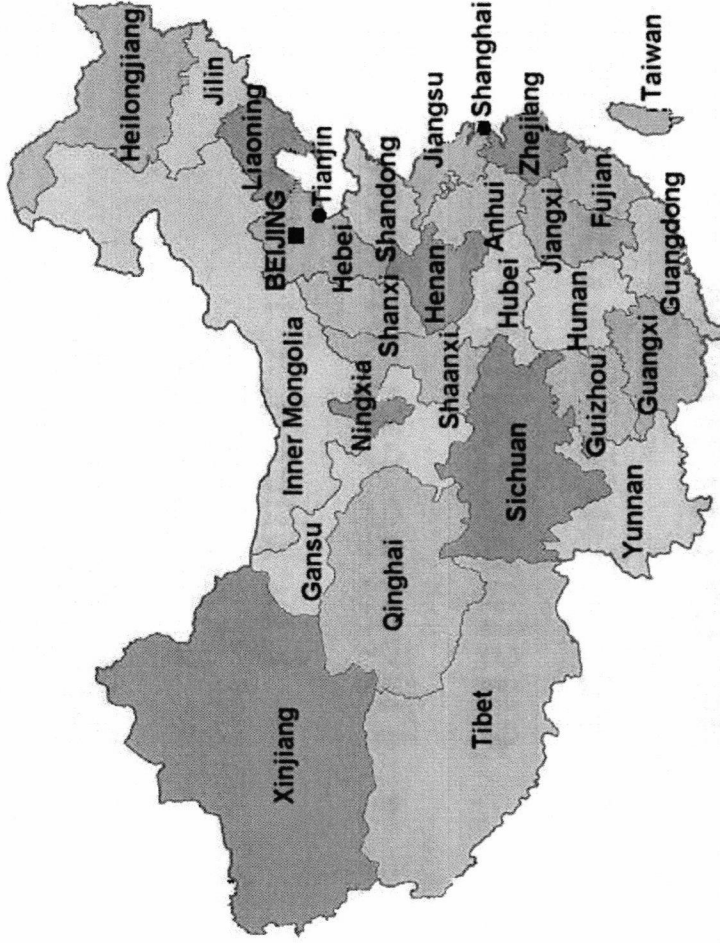 Heilongjiang
Jilin
Liaoning
Inner Mongolia
BEIJING
Tianjin
Xinjiang
Gansu
Ningxia
Hebei
Shanxi
Shandong
Qinghai
Shaanxi
Henan
Jiangsu
Tibet
Sichuan
Hubei
Anhui
Shanghai
Zhejiang
Jiangxi
Hunan
Guizhou
Fujian
Yunnan
Guangxi
Guangdong
Taiwan